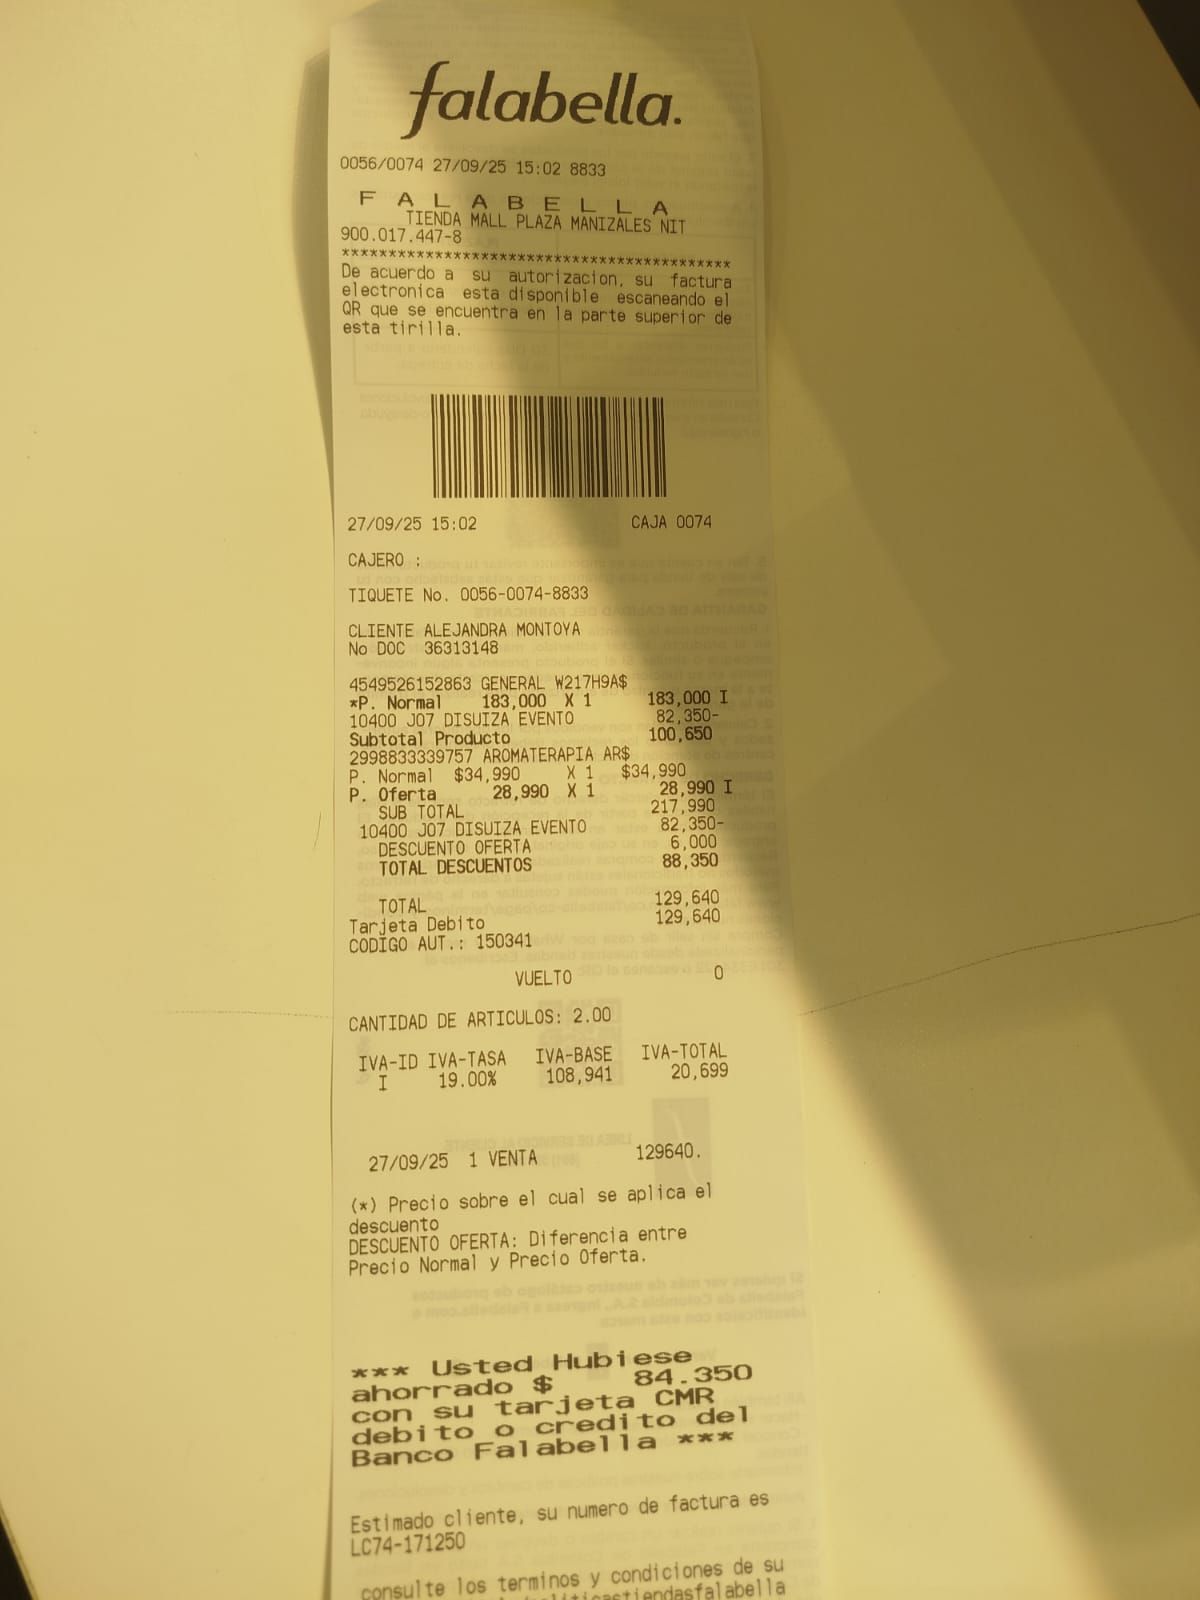 falabella.
0056/0074 27/09/25 15:02 8833
F A L A B E L L A
TIENDA MALL PLAZA MANIZALES NIT
900.017.447-8
******************************************
De acuerdo a su autorizacion, su factura
electronica esta disponible escaneando el
QR que se encuentra en la parte superior de
esta tirilla.
27/09/25 15:02 CAJA 0074
CAJERO :
TIQUETE No. 0056-0074-8833
CLIENTE ALEJANDRA MONTOYA
No DOC 36313148
4549526152863 GENERAL W217H9A$
*P. Normal 183,000 X 1 183,000 I
10400 J07 DISUIZA EVENTO 82,350-
Subtotal Producto 100,650
2998833339757 AROMATERAPIA AR$
P. Normal $34,990 X 1 $34,990
P. Oferta 28,990 X 1 28,990 I
SUB TOTAL 217,990
10400 J07 DISUIZA EVENTO 82,350-
DESCUENTO OFERTA 6,000
TOTAL DESCUENTOS 88,350
TOTAL 129,640
Tarjeta Debito 129,640
CODIGO AUT.: 150341
VUELTO 0
CANTIDAD DE ARTICULOS: 2.00
IVA-ID IVA-TASA IVA-BASE IVA-TOTAL
I 19.00% 108,941 20,699
27/09/25 1 VENTA 129640.
(*) Precio sobre el cual se aplica el
descuento
DESCUENTO OFERTA: Diferencia entre
Precio Normal y Precio Oferta.
*** Usted Hubiese
ahorrado $ 84.350
con su tarjeta CMR
debito o credito del
Banco Falabella ***
Estimado cliente, su numero de factura es
LC74-171250
consulte los terminos y condiciones de su